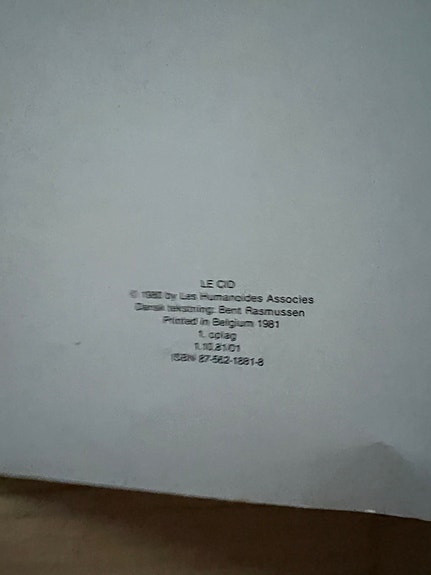 LE CID
© 1980 by Les Humanoides Associes
Dansk tekstning: Bent Rasmussen
Printed in Belgium 1981
1. oplag
1.10.81/01
ISBN 87-562-1881-8